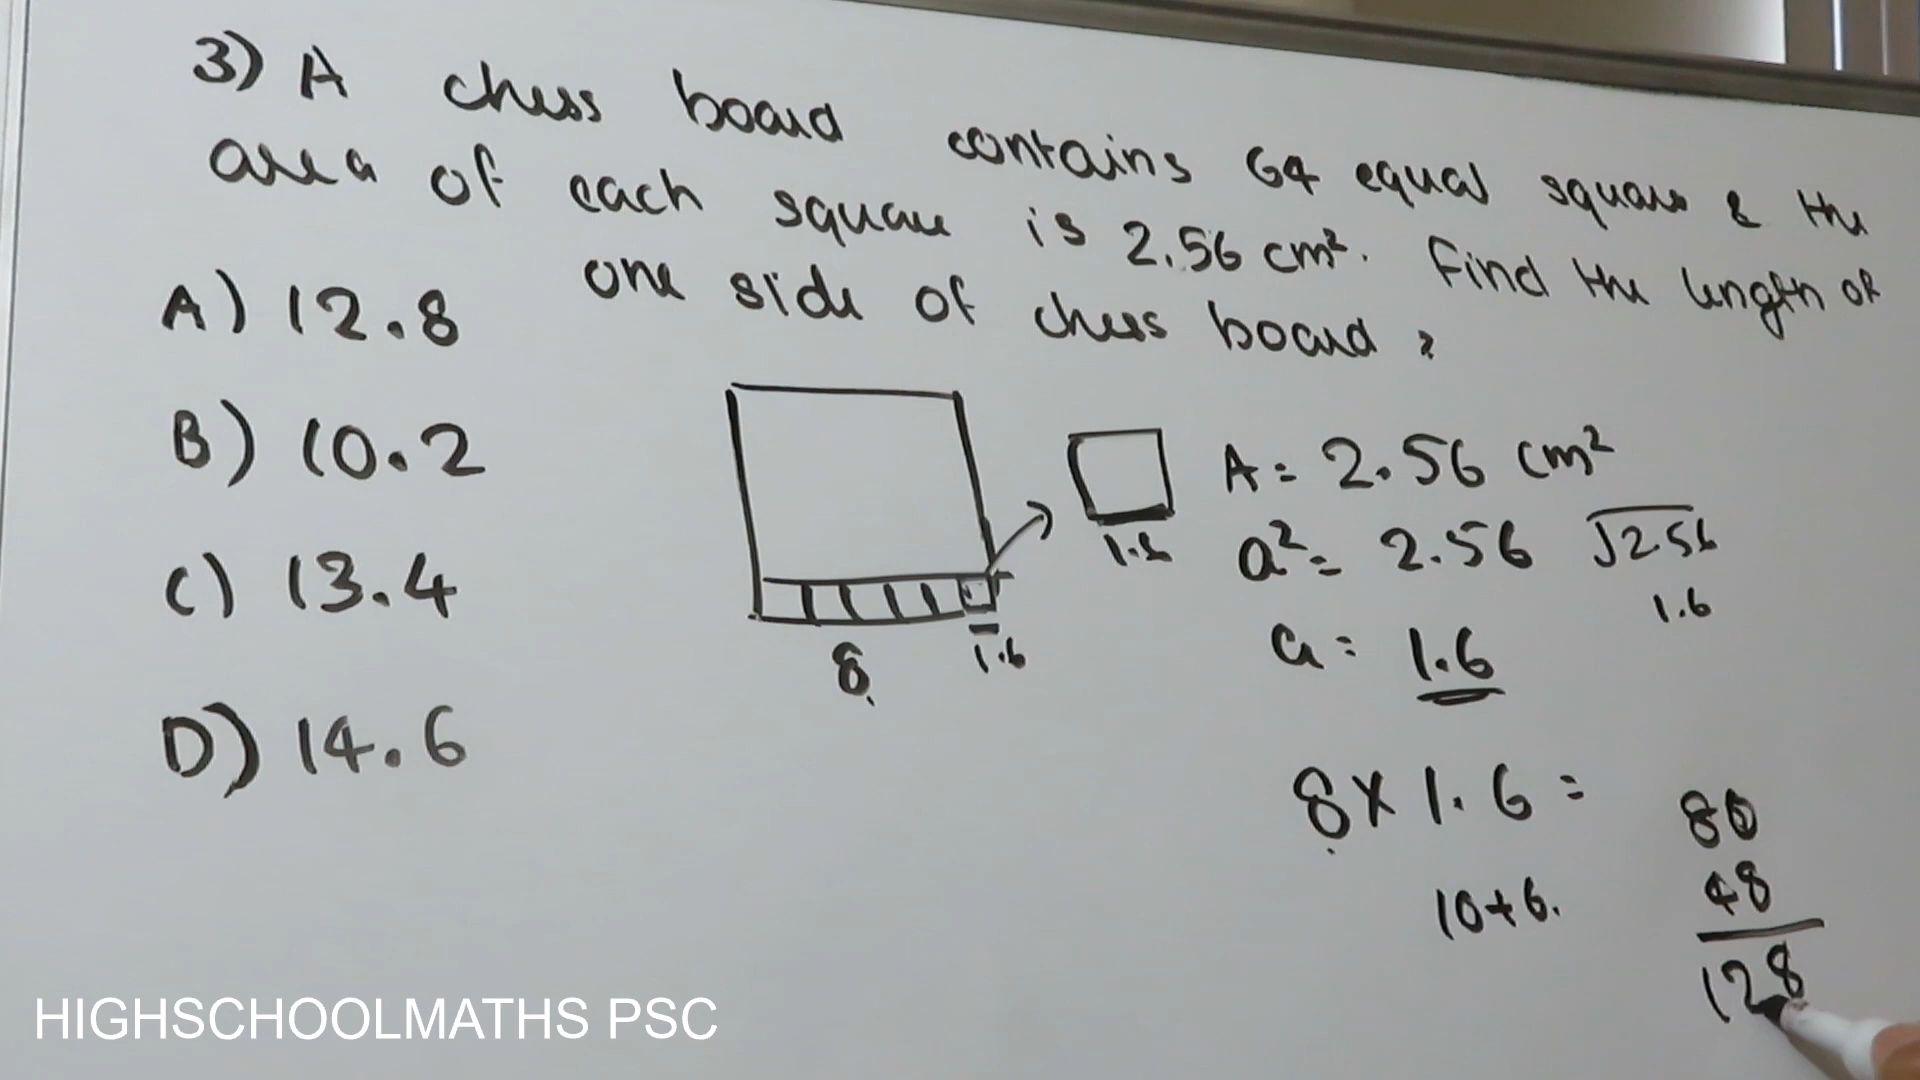 3) A chess board contains 64 equal square & the
area of each square is 2.56 cm². Find the length of
one side of chess board ?
A) 12.8
B) 10.2
C) 13.4
D) 14.6
8
1.6
1.6
A = 2.56 cm²
a² = 2.56 √2.56
1.6
a = 1.6
8 x 1.6 =
10+6.
80
48
128
HIGHSCHOOLMATHS PSC